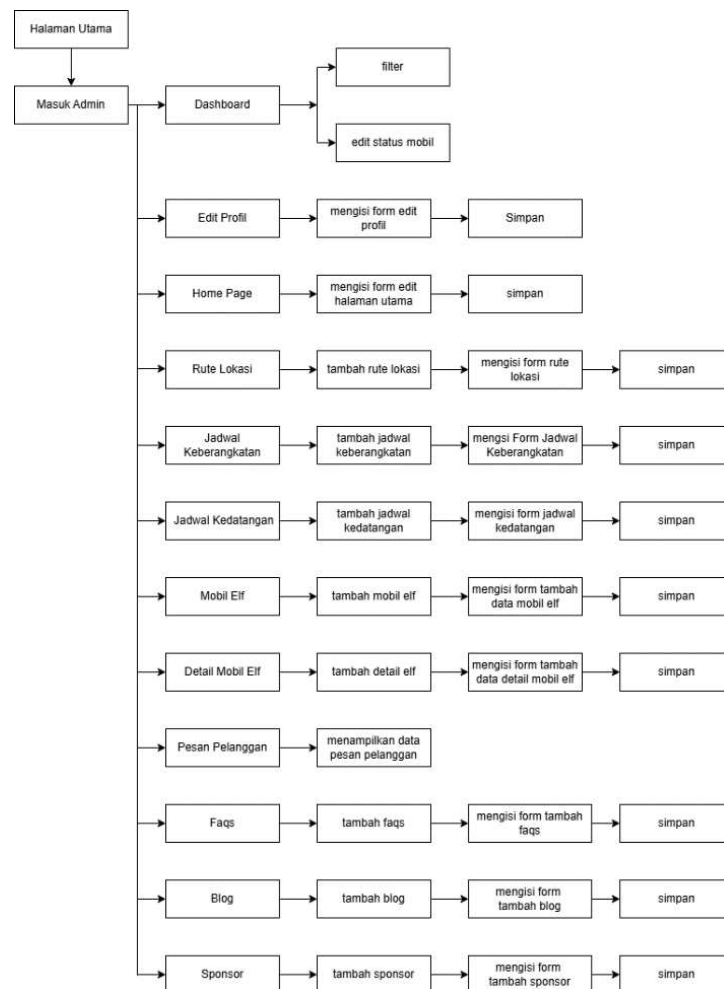 Halaman Utama
filter
Masuk Admin
Dashboard
edit status mobil
Edit Profil
mengisi form edit
profil
Simpan
Home Page
mengisi form edit
halaman utama
simpan
Rute Lokasi
tambah rute lokasi
mengisi form rute
lokasi
simpan
Jadwal
Keberangkatan
tambah jadwal
keberangkatan
mengsi Form Jadwal
Keberangkatan
simpan
Jadwal Kedatangan
tambah jadwal
kedatangan
mengisi form jadwal
kedatangan
simpan
Mobil Elf
tambah mobil elf
mengisi form tambah
data mobil elf
simpan
Detail Mobil Elf
tambah detail elf
mengisi form tambah
data detail mobil elf
simpan
Pesan Pelanggan
menampilkan data
pesan pelanggan
Faqs
tambah faqs
mengisi form tambah
faqs
simpan
Blog
tambah blog
mengisi form
tambah blog
simpan
Sponsor
tambah sponsor
mengisi form
tambah sponsor
simpan